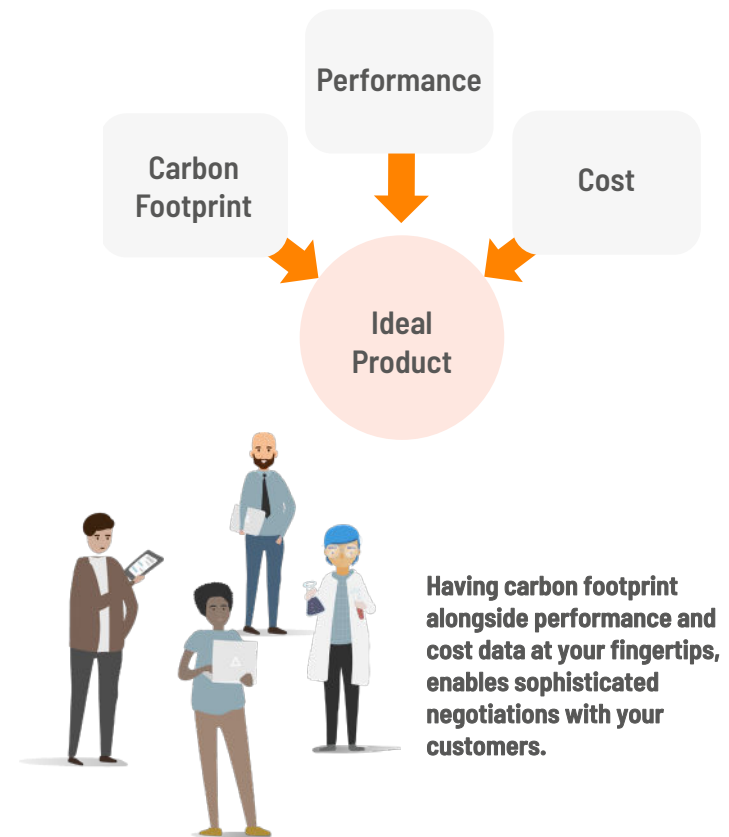 Performance
Carbon
Footprint
Cost
Ideal
Product
Having carbon footprint
alongside performance and
cost data at your fingertips,
enables sophisticated
negotiations with your
customers.